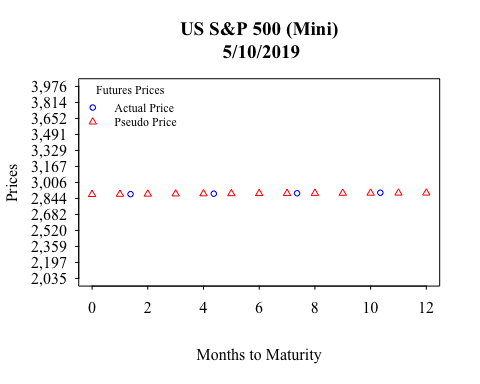 US S&P 500 (Mini)
5/10/2019
Futures Prices
Actual Price
Pseudo Price
Prices
3,976
3,814
3,652
3,491
3,329
3,167
3,006
2,844
2,682
2,520
2,359
2,197
2,035
0 2 4 6 8 10 12
Months to Maturity